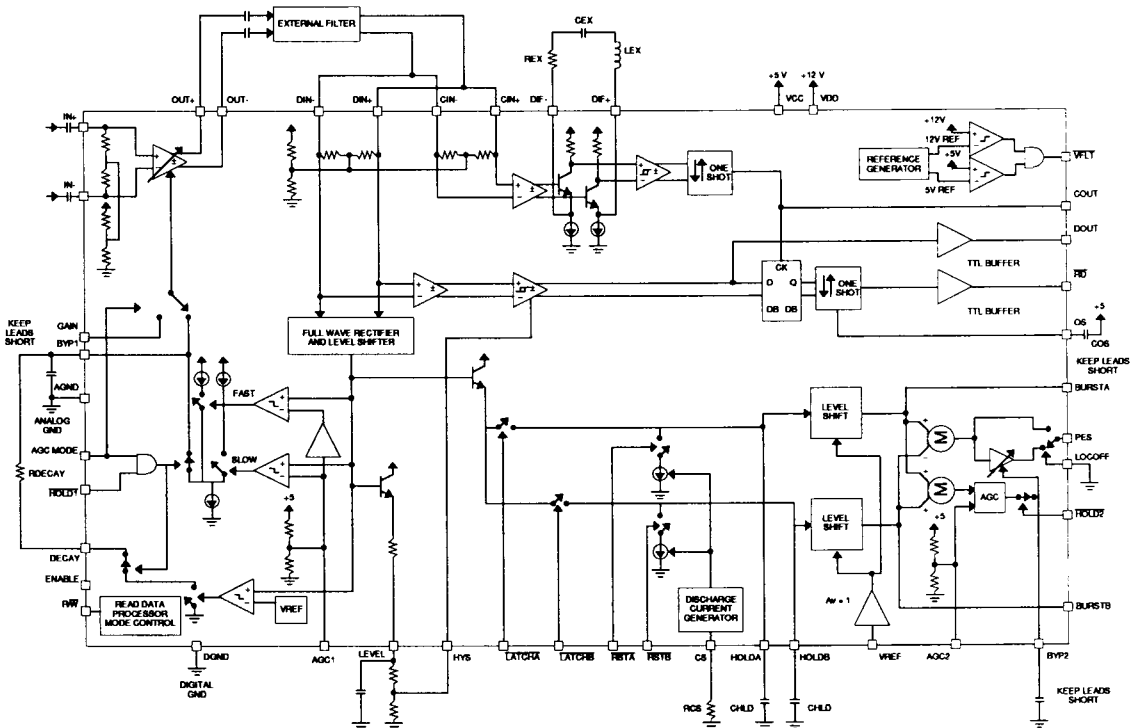 EXTERNAL FILTER
CEX
REX
LEX
OUT+
OUT-
DIN-
DIN+
CIN-
CIN+
DIF-
DIF+
+5 V
+12 V
VCC
VDD
IN+
IN-
+
-
±
+
-
±
+
-
±
ONE
SHOT
+12V
12V REF
REFERENCE
GENERATOR
+5V
5V REF
VFLT
COUT
DOUT
TTL BUFFER
RD
TTL BUFFER
CK
D
Q
DB
DB
ONE
SHOT
+
-
+
-
±
OS
COS
+5
KEEP LEADS
SHORT
KEEP
LEADS
SHORT
GAIN
BYP1
AGND
ANALOG
GND
AGC MODE
RDECAY
HOLD1
DECAY
ENABLE
R/W
READ DATA
PROCESSOR
MODE CONTROL
FULL WAVE RECTIFIER
AND LEVEL SHIFTER
FAST
SLOW
+5
VREF
LEVEL
SHIFT
LEVEL
SHIFT
M
M
AGC
+5
Av = 1
DISCHARGE
CURRENT
GENERATOR
BURSTA
PES
LOCOFF
HOLD2
BURSTB
DGND
DIGITAL
GND
AGC1
LEVEL
HYS
LATCHA
LATCHB
RSTA
RSTB
CS
HOLDA
HOLDB
VREF
AGC2
BYP2
RCS
CHLD
CHLD
KEEP LEADS
SHORT